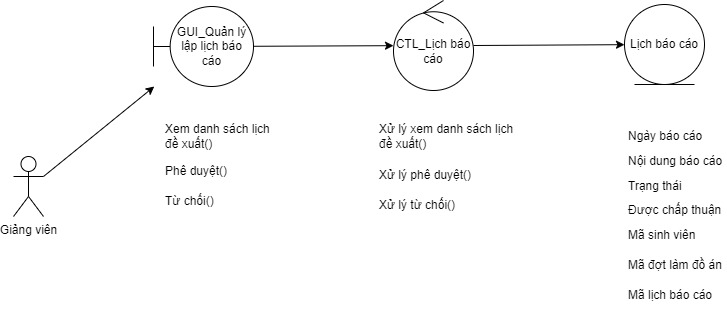 GUI_Quản lý
lập lịch báo
cáo
CTL_Lịch báo
cáo
Lịch báo cáo
Giảng viên
Xem danh sách lịch
đề xuất()
Phê duyệt()
Từ chối()
Xử lý xem danh sách lịch
đề xuất()
Xử lý phê duyệt()
Xử lý từ chối()
Ngày báo cáo
Nội dung báo cáo
Trạng thái
Được chấp thuận
Mã sinh viên
Mã đợt làm đồ án
Mã lịch báo cáo